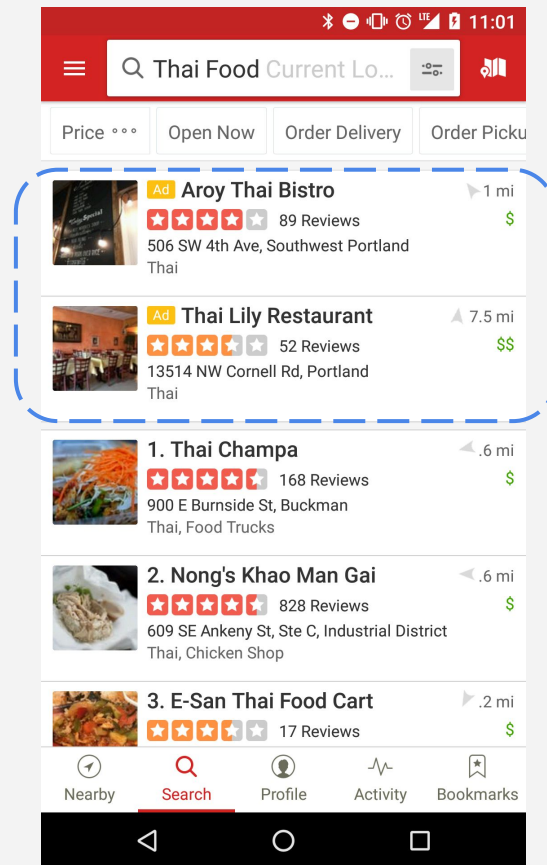 LTE 11:01
Thai Food Current Lo...
Price Open Now Order Delivery Order Picku
Ad Aroy Thai Bistro 1 mi
89 Reviews $
506 SW 4th Ave, Southwest Portland
Thai
Ad Thai Lily Restaurant 7.5 mi
52 Reviews $$
13514 NW Cornell Rd, Portland
Thai
1. Thai Champa .6 mi
168 Reviews $
900 E Burnside St, Buckman
Thai, Food Trucks
2. Nong's Khao Man Gai .6 mi
828 Reviews $
609 SE Ankeny St, Ste C, Industrial District
Thai, Chicken Shop
3. E-San Thai Food Cart .2 mi
17 Reviews $
Nearby Search Profile Activity Bookmarks